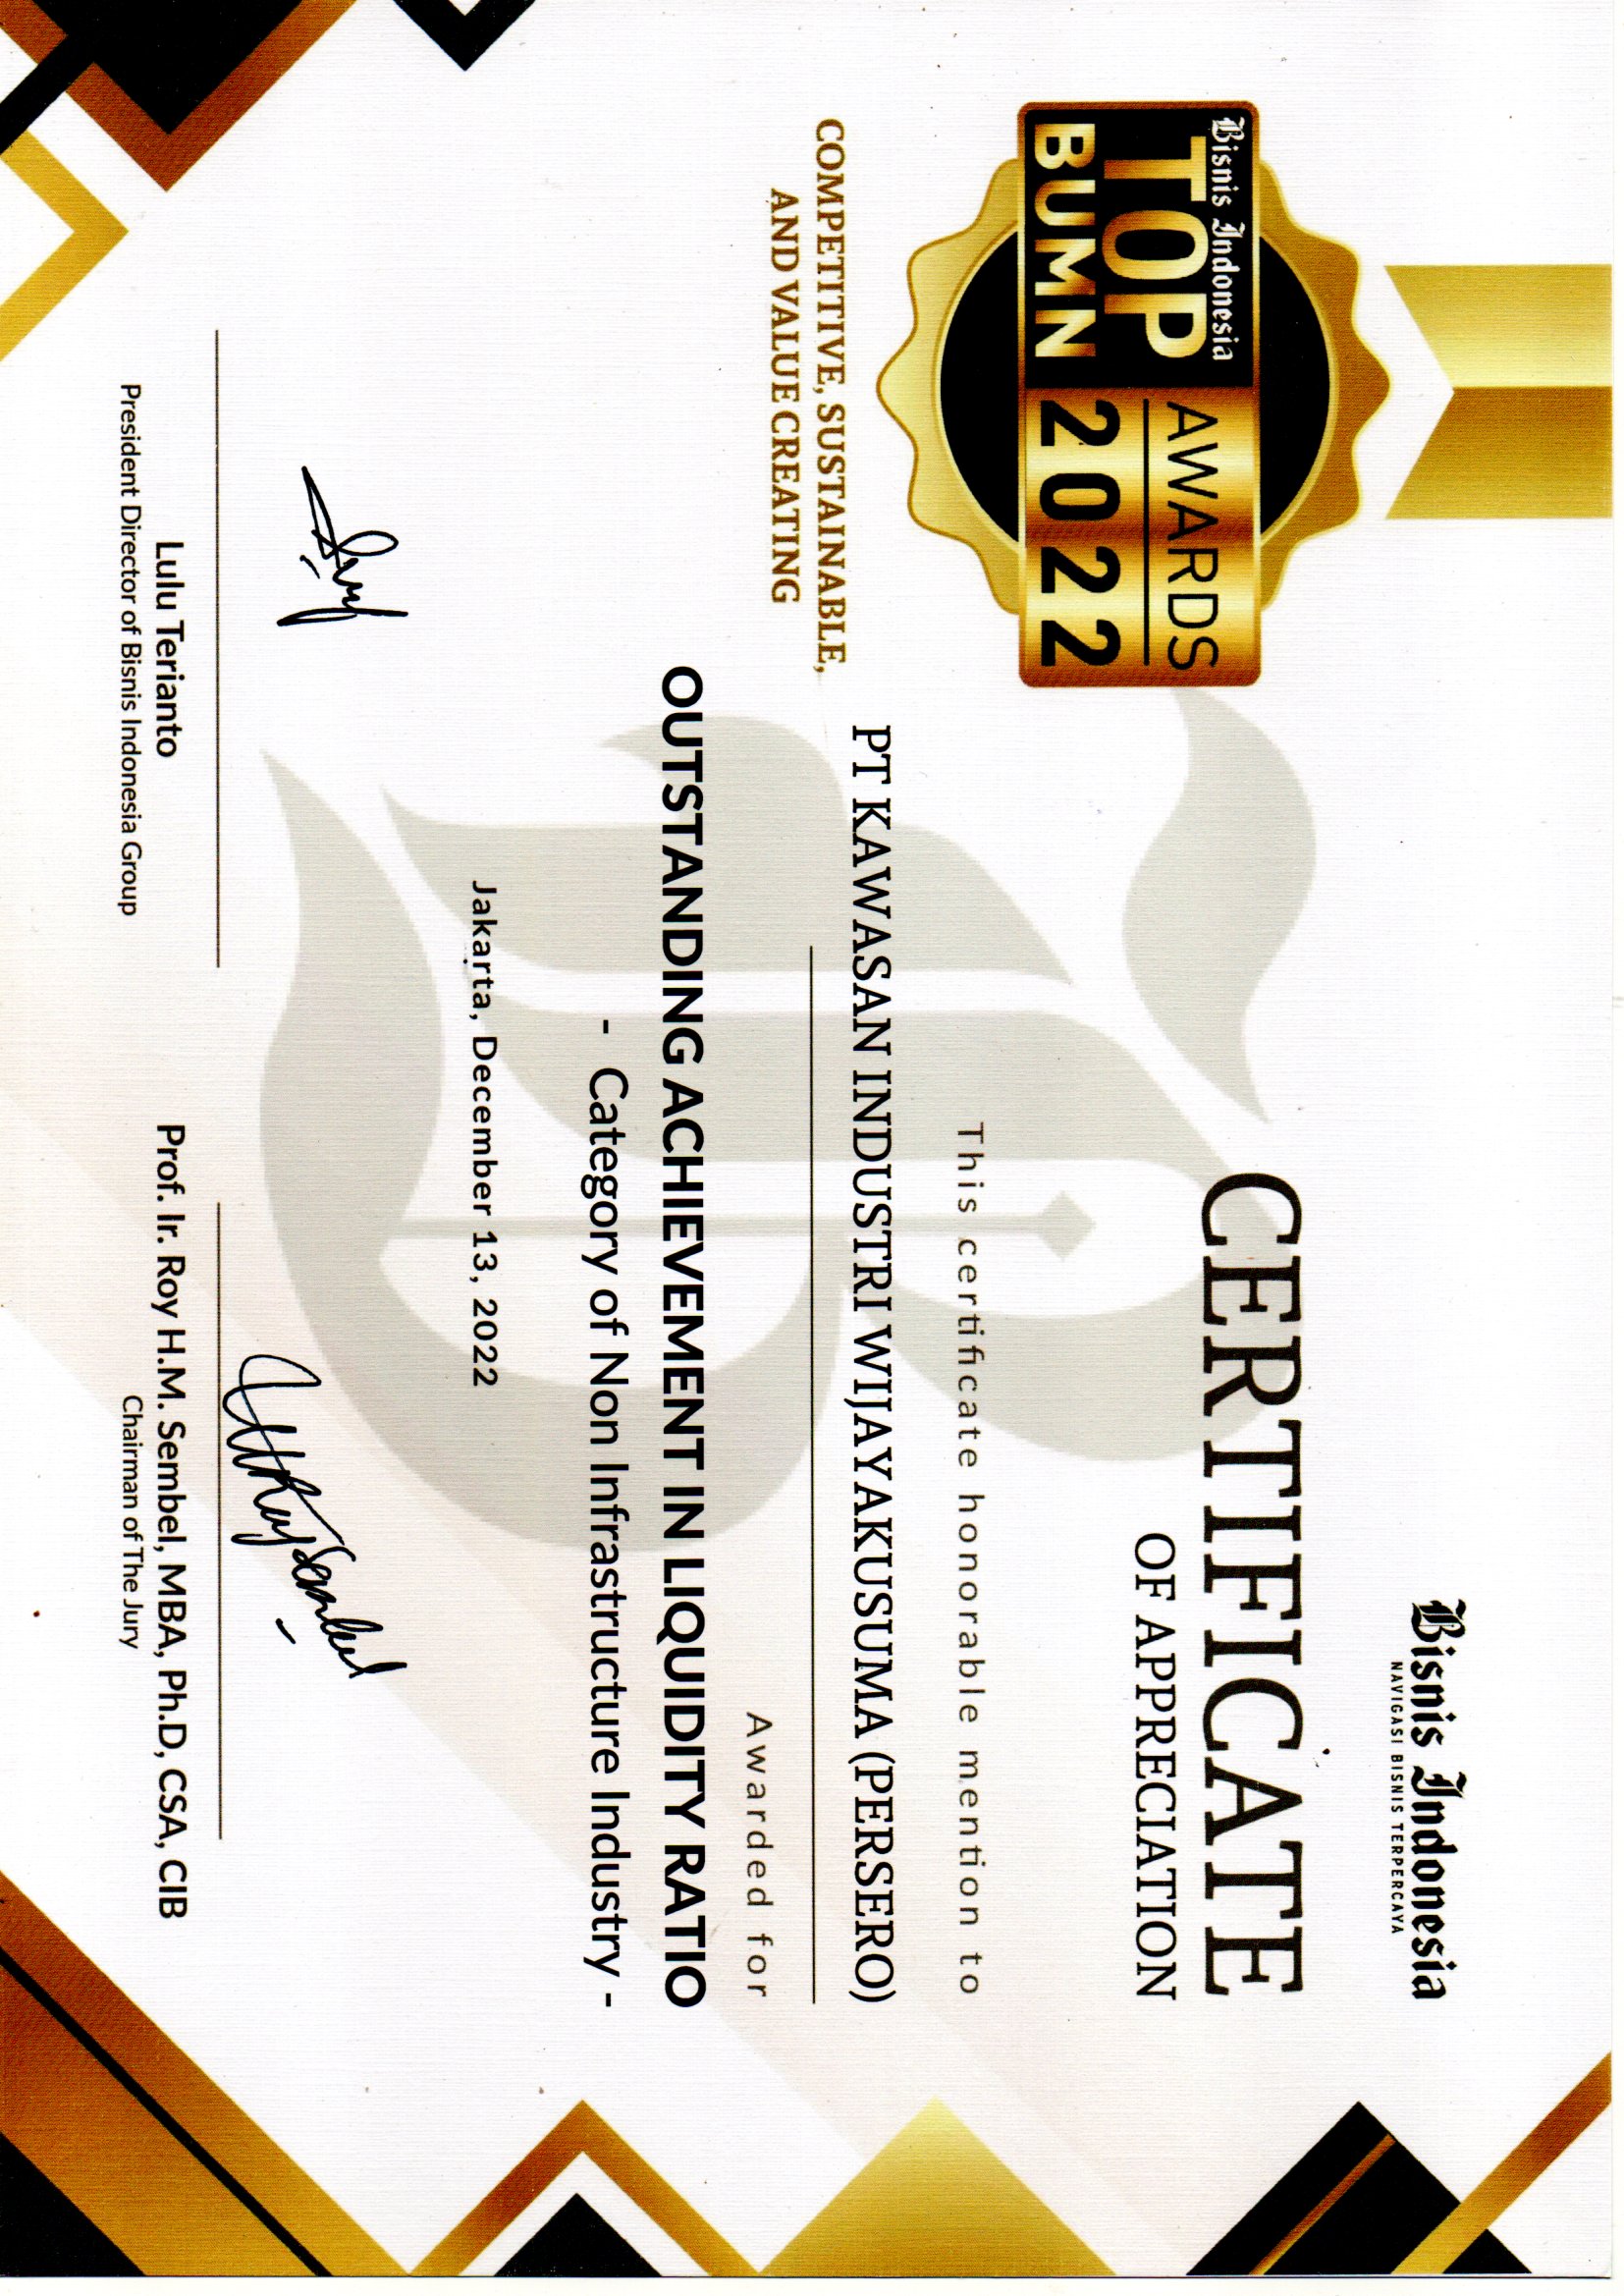 Bisnis Indonesia
NAVIGASI BISNIS TERPERCAYA
Bisnis Indonesia
TOP
BUMN
AWARDS
2022
COMPETITIVE, SUSTAINABLE,
AND VALUE CREATING
CERTIFICATE
OF APPRECIATION
This certificate honorable mention to
PT KAWASAN INDUSTRI WIJAYAKUSUMA (PERSERO)
Awarded for
OUTSTANDING ACHIEVEMENT IN LIQUIDITY RATIO
- Category of Non Infrastructure Industry -
Jakarta, December 13, 2022
Lulu Terianto
President Director of Bisnis Indonesia Group
Prof. Ir. Roy H.M. Sembel, MBA, Ph.D, CSA, CIB
Chairman of The Jury